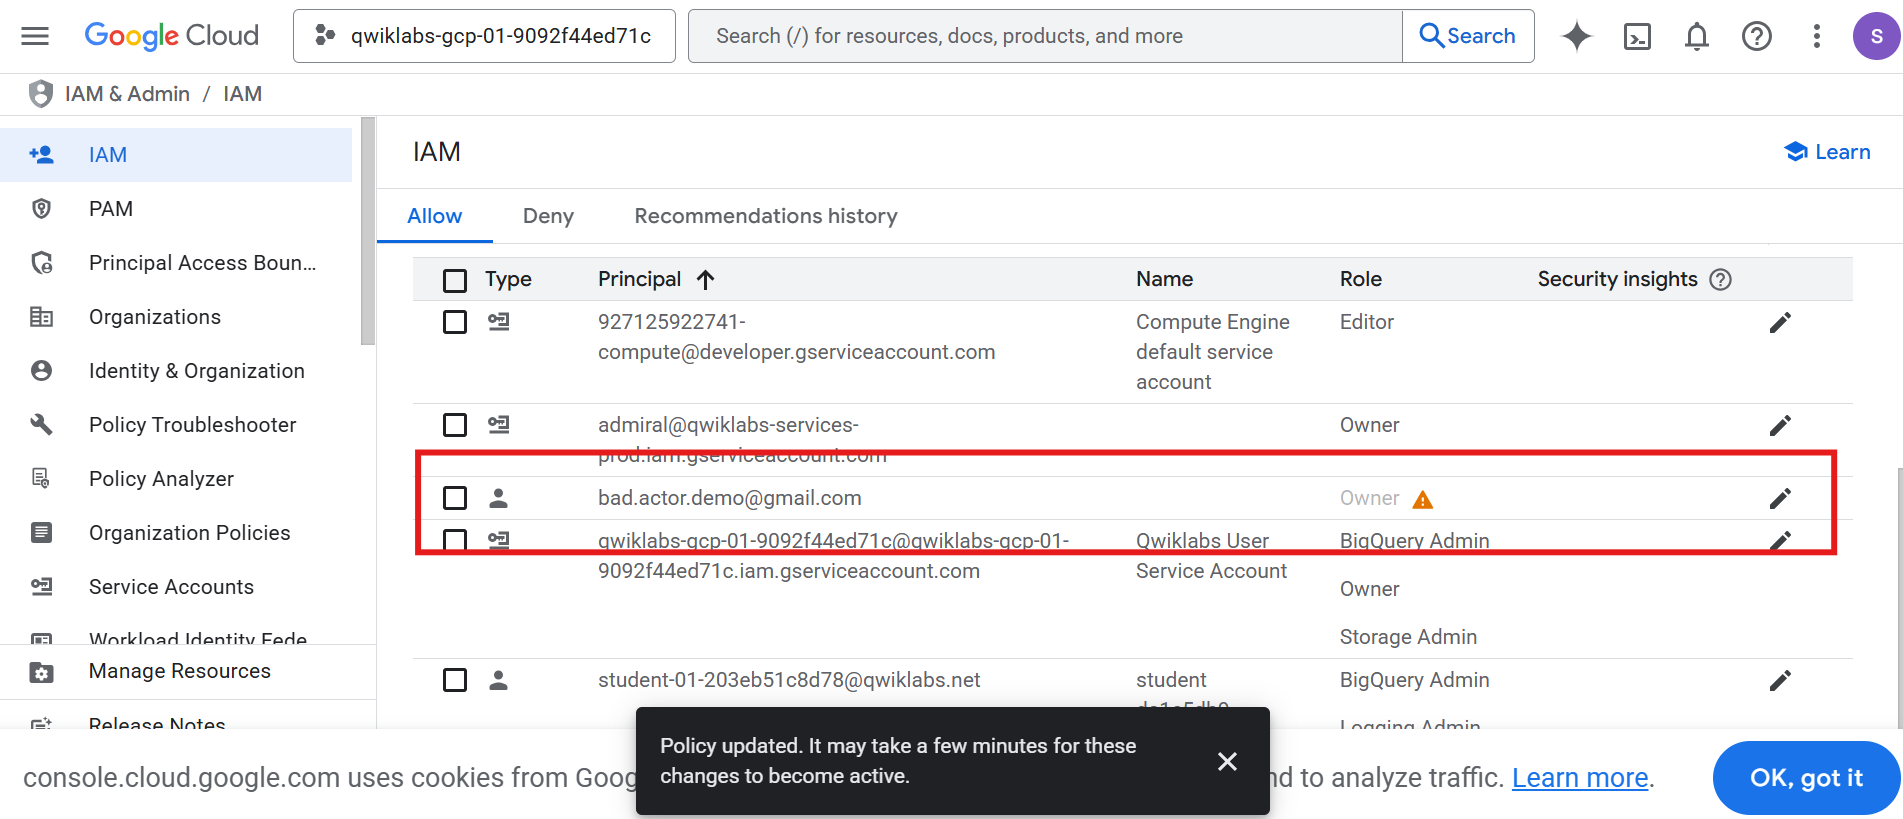 Google Cloud
qwiklabs-gcp-01-9092f44ed71c
Search (/) for resources, docs, products, and more
Search
S
IAM & Admin / IAM
IAM
PAM
Principal Access Boun...
Organizations
Identity & Organization
Policy Troubleshooter
Policy Analyzer
Organization Policies
Service Accounts
Workload Identity Fede
Manage Resources
Release Notes
IAM
Learn
Allow Deny Recommendations history
Type Principal Name Role Security insights
927125922741- Compute Engine Editor
compute@developer.gserviceaccount.com default service
account
admiral@qwiklabs-services- Owner
prod.iam.gserviceaccount.com
bad.actor.demo@gmail.com Owner
qwiklabs-gcp-01-9092f44ed71c@qwiklabs-gcp-01- Qwiklabs User BigQuery Admin
9092f44ed71c.iam.gserviceaccount.com Service Account
Owner
Storage Admin
student-01-203eb51c8d78@qwiklabs.net student BigQuery Admin
Logging Admin
Policy updated. It may take a few minutes for these
changes to become active.
console.cloud.google.com uses cookies from Goog nd to analyze traffic. Learn more.
OK, got it